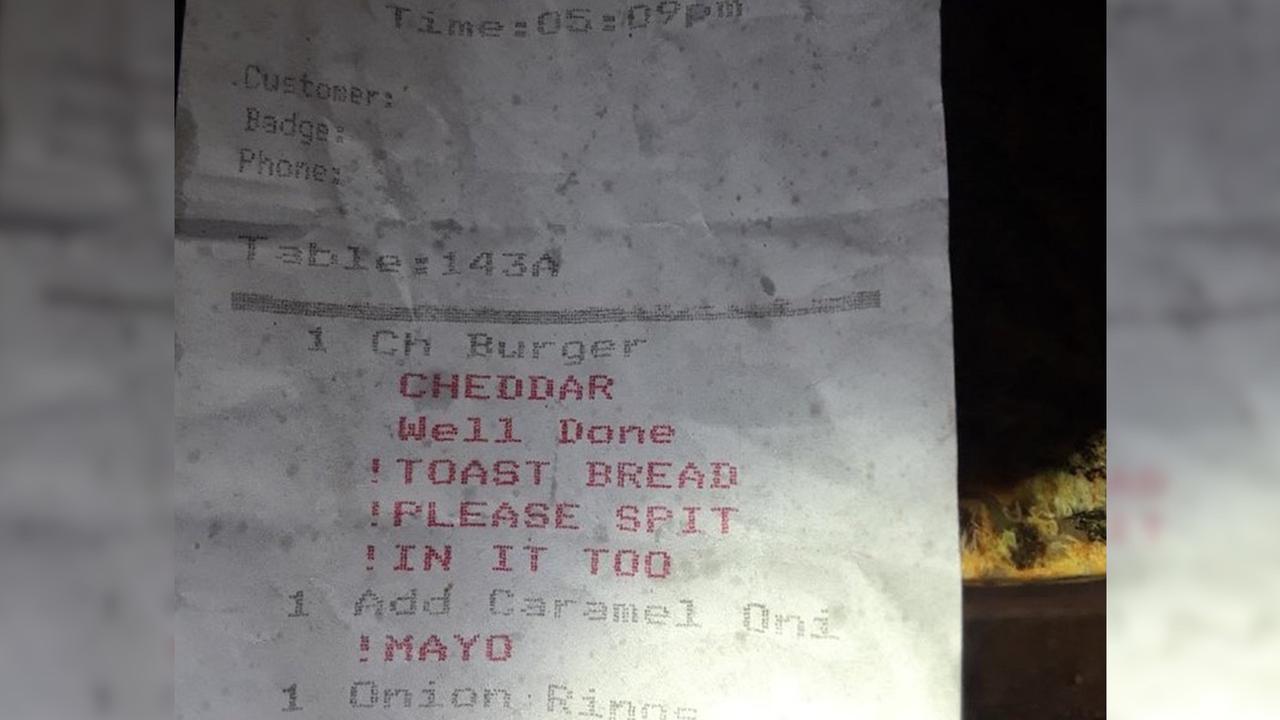 Time:05:09pm
Customer:
Badge:
Phone:
Table:143A
1 Ch Burger
CHEDDAR
Well Done
!TOAST BREAD
!PLEASE SPIT
!IN IT TOO
1 Add Caramel Oni
!MAYO
1 Onion Rings